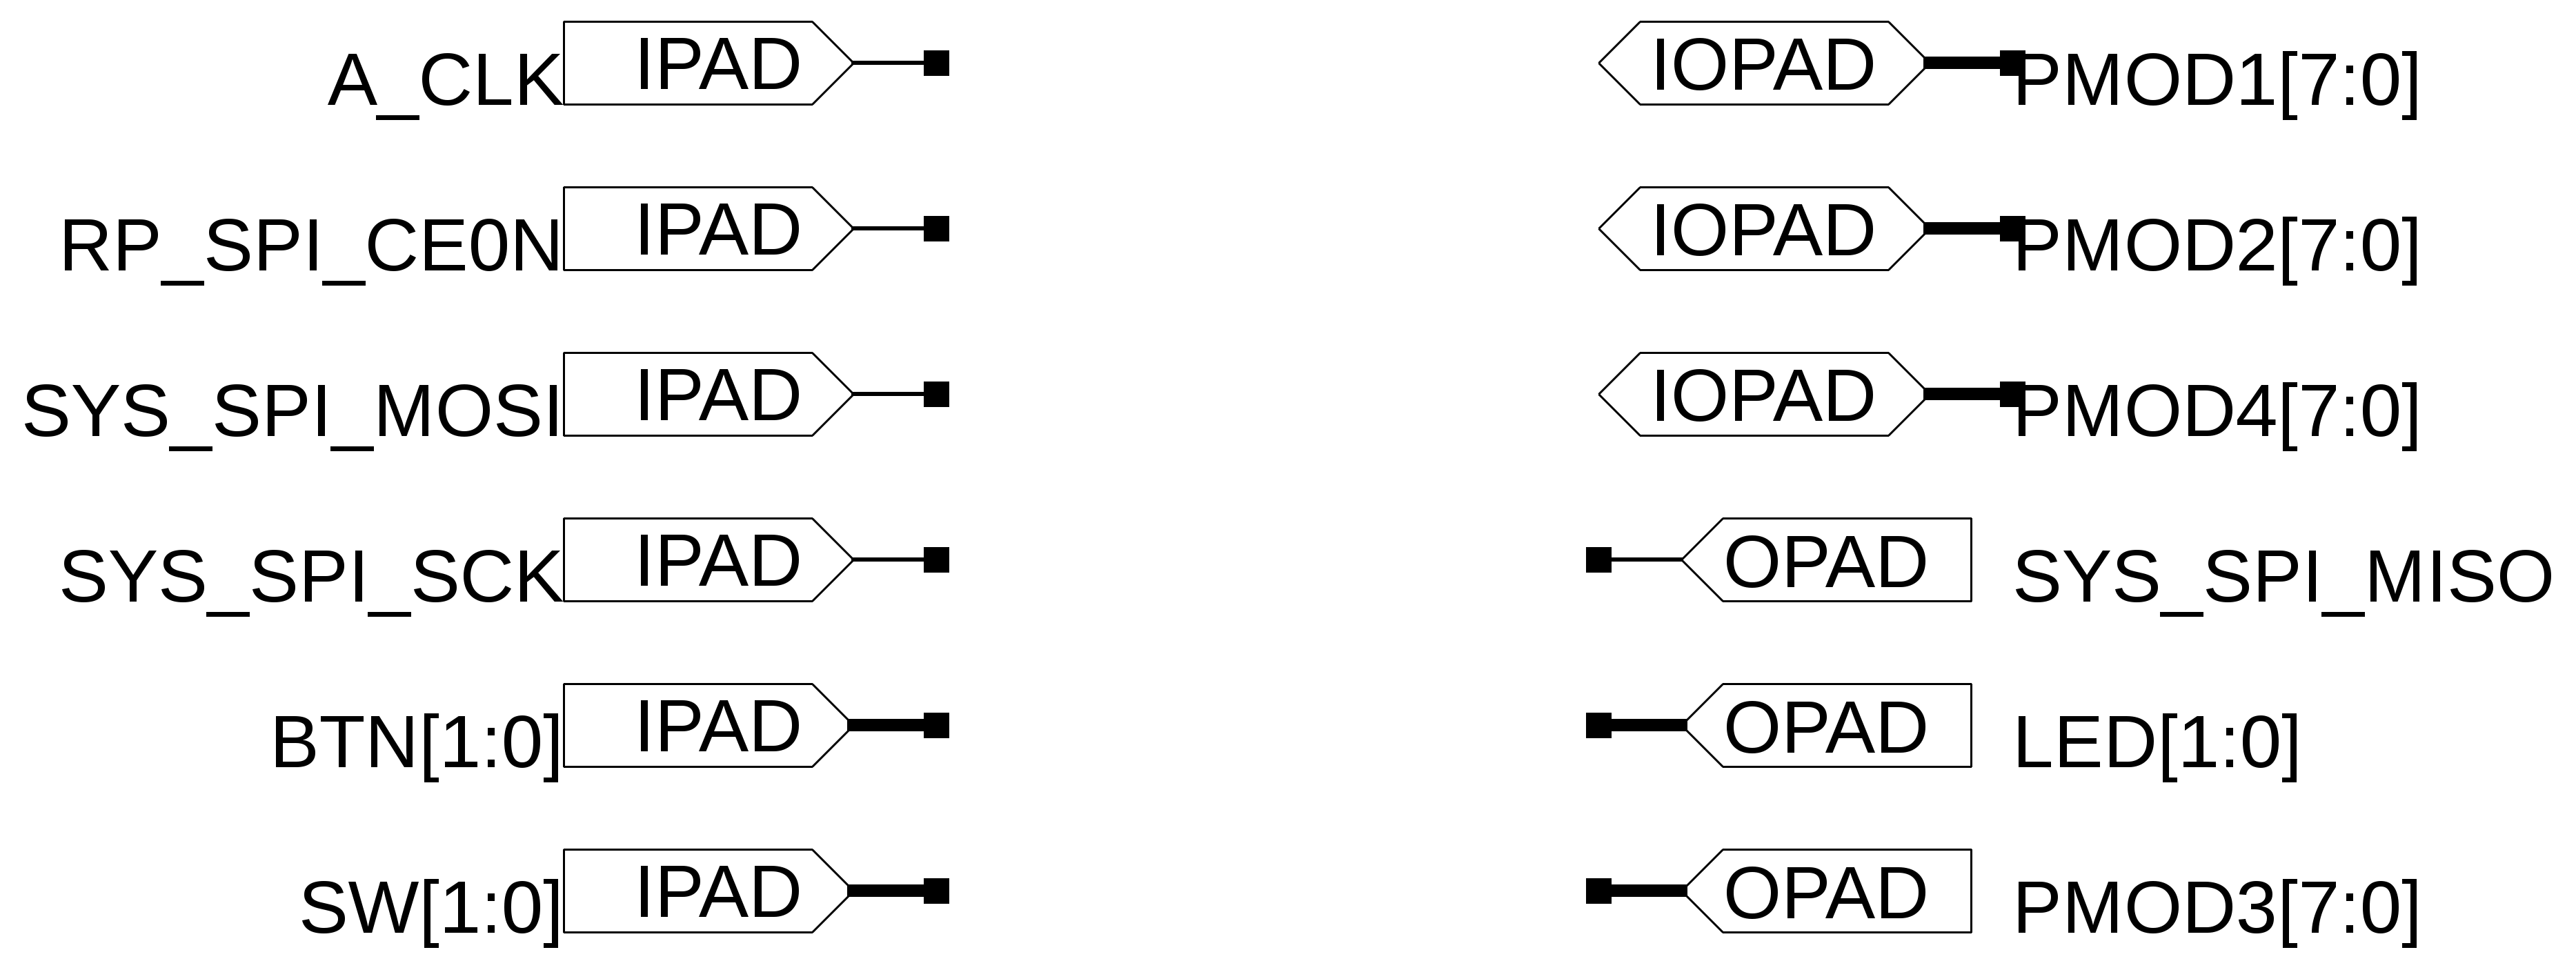 A_CLK IPAD IOPAD PMOD1[7:0]
RP_SPI_CE0N IPAD IOPAD PMOD2[7:0]
SYS_SPI_MOSI IPAD IOPAD PMOD4[7:0]
SYS_SPI_SCK IPAD OPAD SYS_SPI_MISO
BTN[1:0] IPAD OPAD LED[1:0]
SW[1:0] IPAD OPAD PMOD3[7:0]